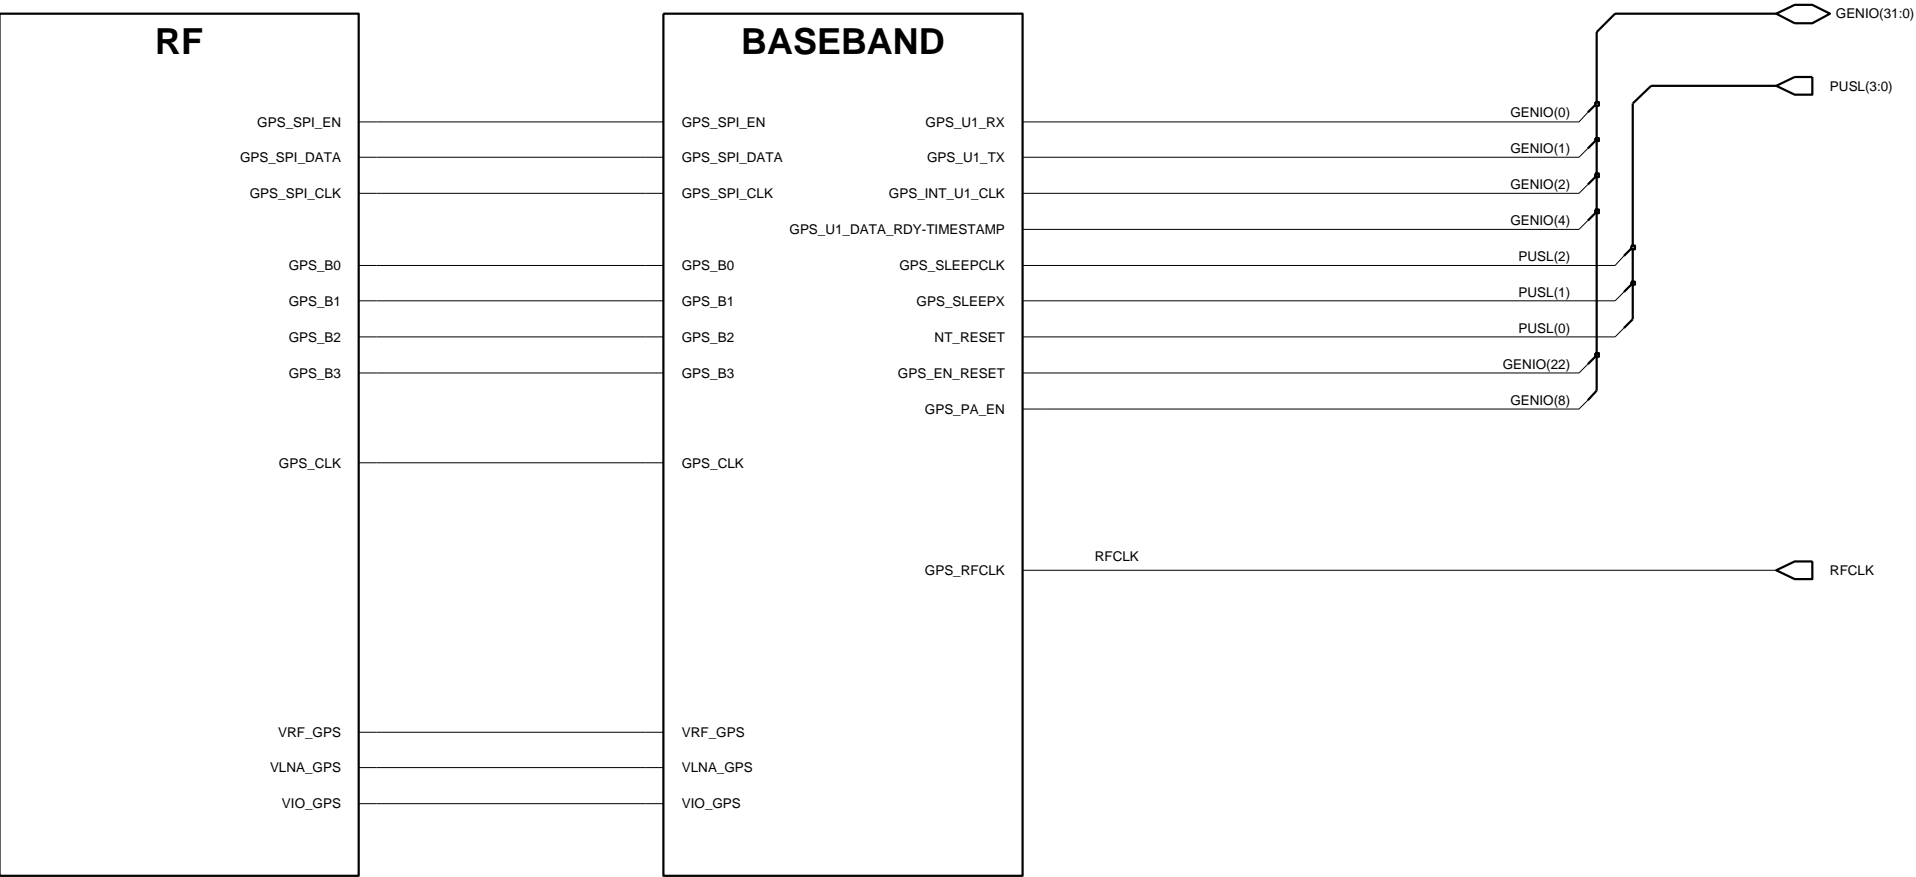 RF
BASEBAND
GENIO(31:0)
PUSL(3:0)
GPS_SPI_EN GPS_SPI_EN GPS_U1_RX GENIO(0)
GPS_SPI_DATA GPS_SPI_DATA GPS_U1_TX GENIO(1)
GPS_SPI_CLK GPS_SPI_CLK GPS_INT_U1_CLK GENIO(2)
GPS_U1_DATA_RDY-TIMESTAMP GENIO(4)
GPS_B0 GPS_B0 GPS_SLEEPCLK PUSL(2)
GPS_B1 GPS_B1 GPS_SLEEPX PUSL(1)
GPS_B2 GPS_B2 NT_RESET PUSL(0)
GPS_B3 GPS_B3 GPS_EN_RESET GENIO(22)
GPS_PA_EN GENIO(8)
GPS_CLK GPS_CLK
GPS_RFCLK RFCLK RFCLK
VRF_GPS VRF_GPS
VLNA_GPS VLNA_GPS
VIO_GPS VIO_GPS